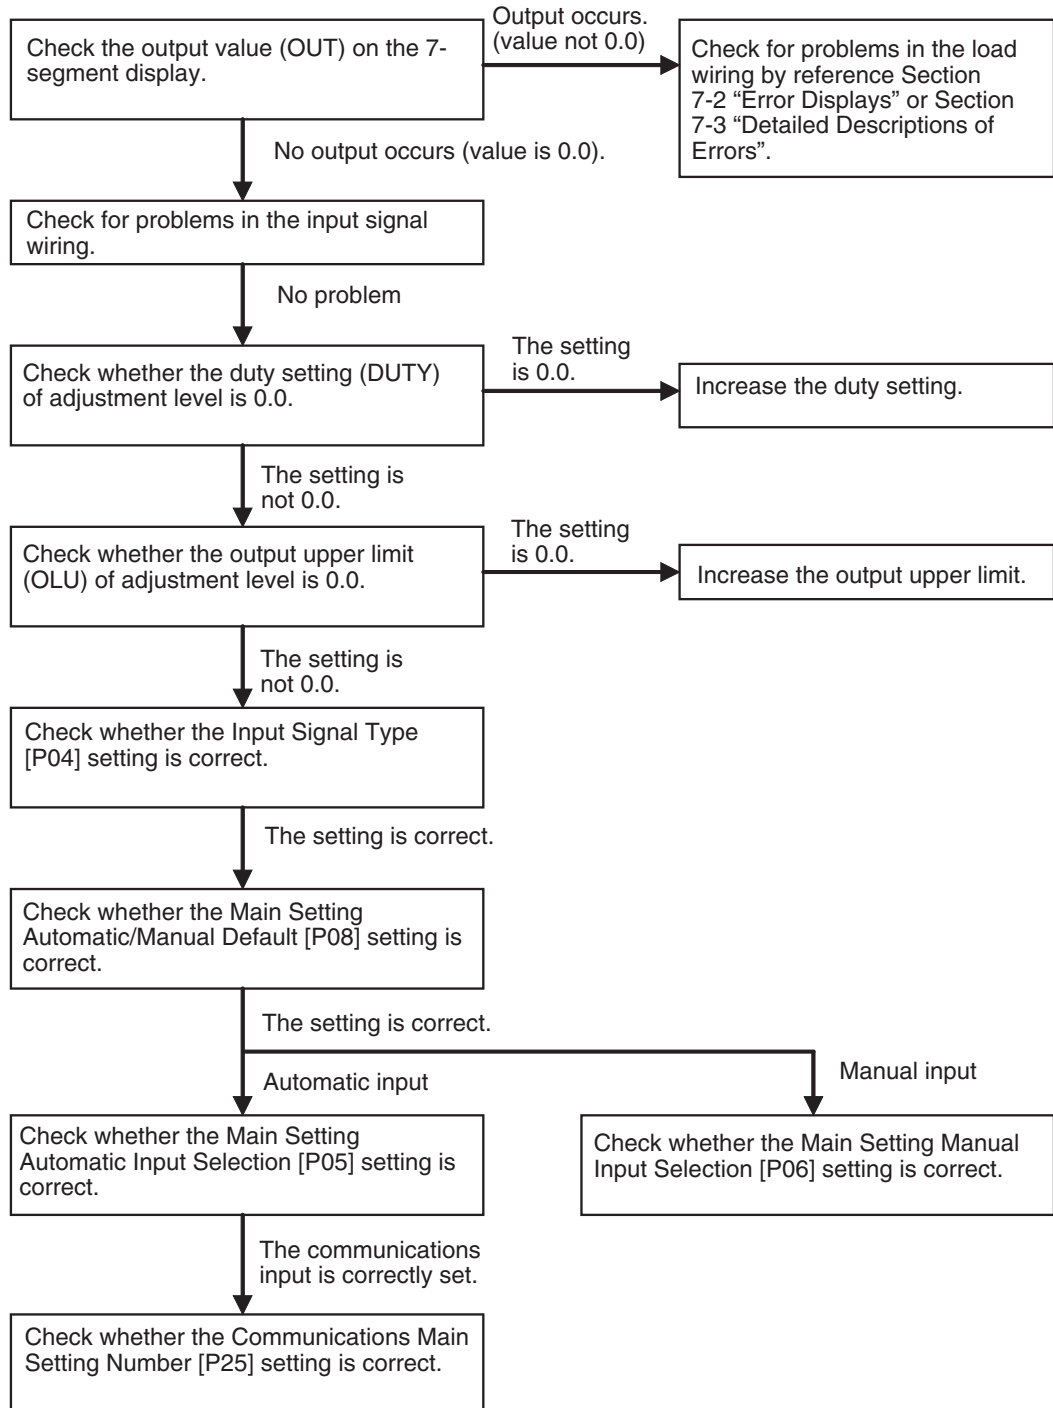 Check the output value (OUT) on the 7-
segment display.
Output occurs.
(value not 0.0)
Check for problems in the load
wiring by reference Section
7-2 “Error Displays” or Section
7-3 “Detailed Descriptions of
Errors”.
No output occurs (value is 0.0).
Check for problems in the input signal
wiring.
No problem
Check whether the duty setting (DUTY)
of adjustment level is 0.0.
The setting
is 0.0.
Increase the duty setting.
The setting is
not 0.0.
Check whether the output upper limit
(OLU) of adjustment level is 0.0.
The setting
is 0.0.
Increase the output upper limit.
The setting is
not 0.0.
Check whether the Input Signal Type
[P04] setting is correct.
The setting is correct.
Check whether the Main Setting
Automatic/Manual Default [P08] setting is
correct.
The setting is correct.
Automatic input
Manual input
Check whether the Main Setting
Automatic Input Selection [P05] setting is
correct.
Check whether the Main Setting Manual
Input Selection [P06] setting is correct.
The communications
input is correctly set.
Check whether the Communications Main
Setting Number [P25] setting is correct.